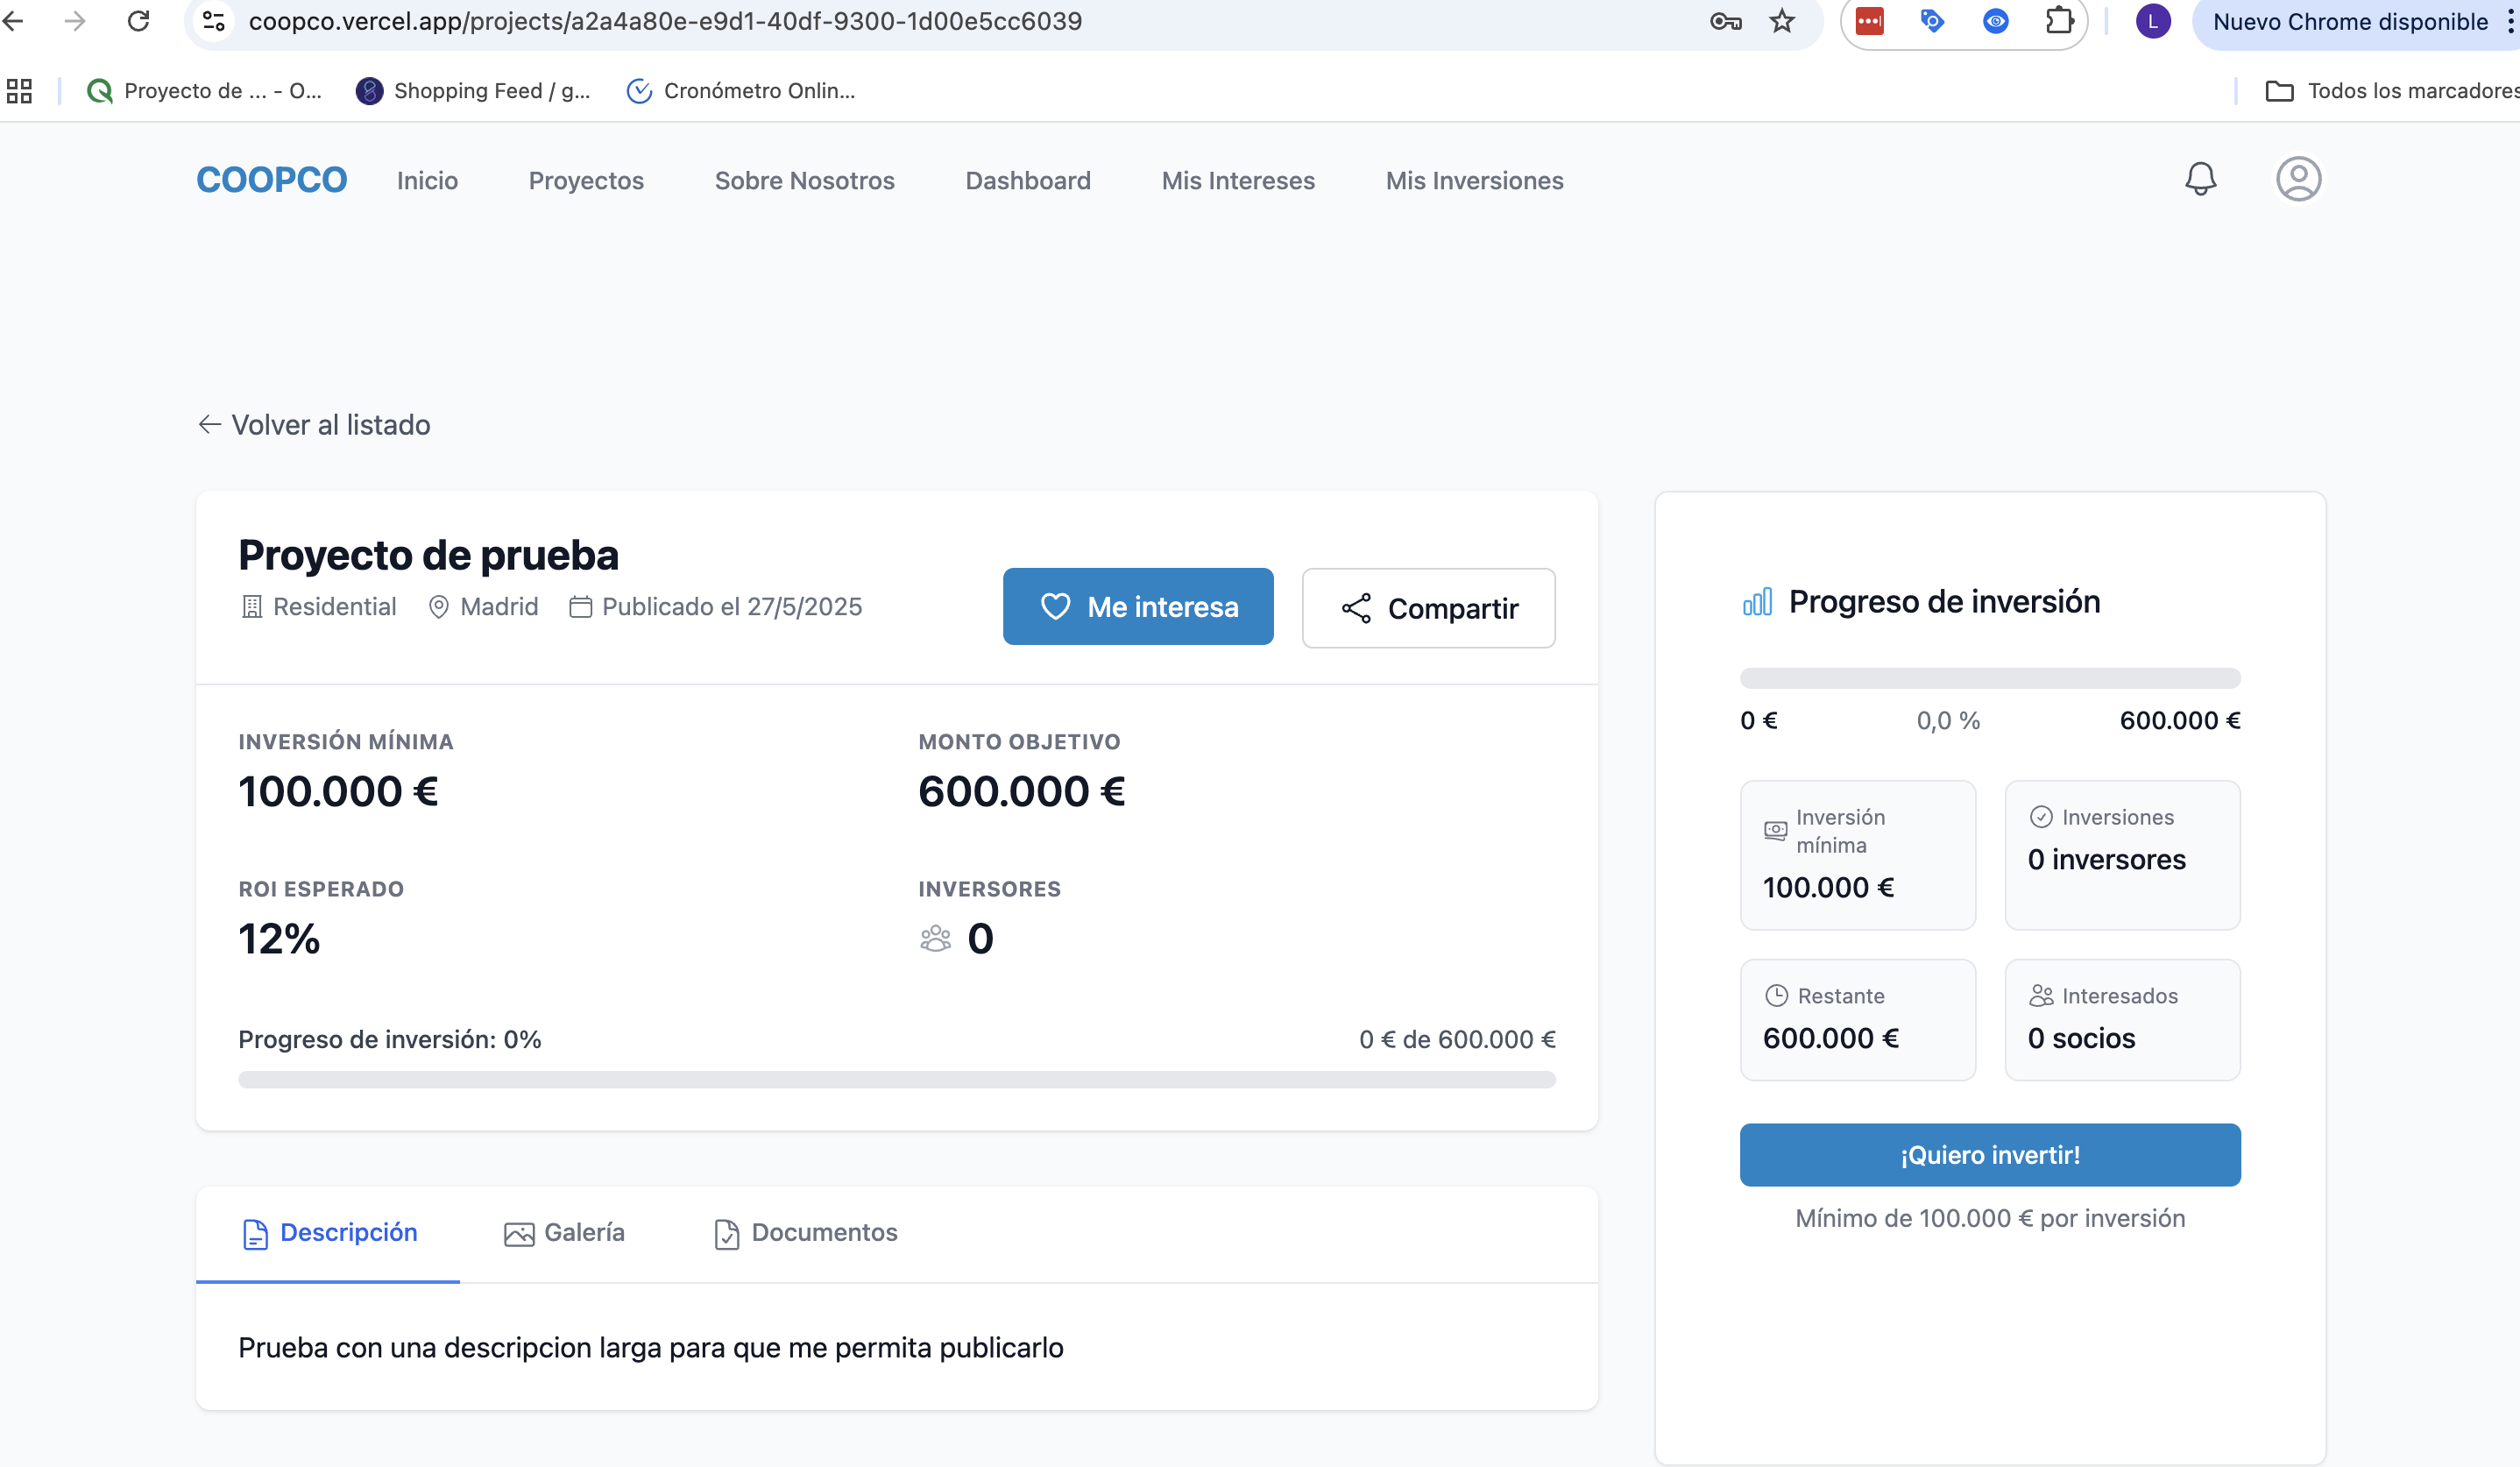 coopco.vercel.app/projects/a2a4a80e-e9d1-40df-9300-1d00e5cc6039
L
Nuevo Chrome disponible
Proyecto de ... - O...
Shopping Feed / g...
Cronómetro Onlin...
Todos los marcadores
COOPCO
Inicio
Proyectos
Sobre Nosotros
Dashboard
Mis Intereses
Mis Inversiones
Volver al listado
Proyecto de prueba
Residential
Madrid
Publicado el 27/5/2025
Me interesa
Compartir
INVERSIÓN MÍNIMA
100.000 €
MONTO OBJETIVO
600.000 €
ROI ESPERADO
12%
INVERSORES
0
Progreso de inversión: 0%
0 € de 600.000 €
Descripción
Galería
Documentos
Prueba con una descripcion larga para que me permita publicarlo
Progreso de inversión
0 €
0,0 %
600.000 €
Inversión
mínima
100.000 €
Inversiones
0 inversores
Restante
600.000 €
Interesados
0 socios
¡Quiero invertir!
Mínimo de 100.000 € por inversión